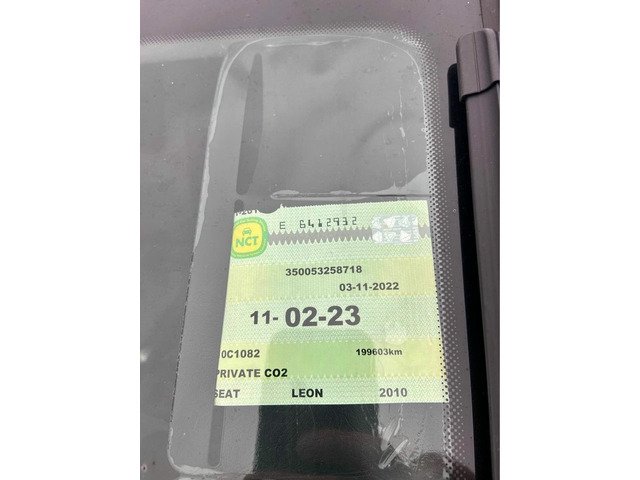 E 6412932
NCT
350053258718
03-11-2022
11- 02-23
0C1082
199603km
PRIVATE CO2
SEAT LEON 2010